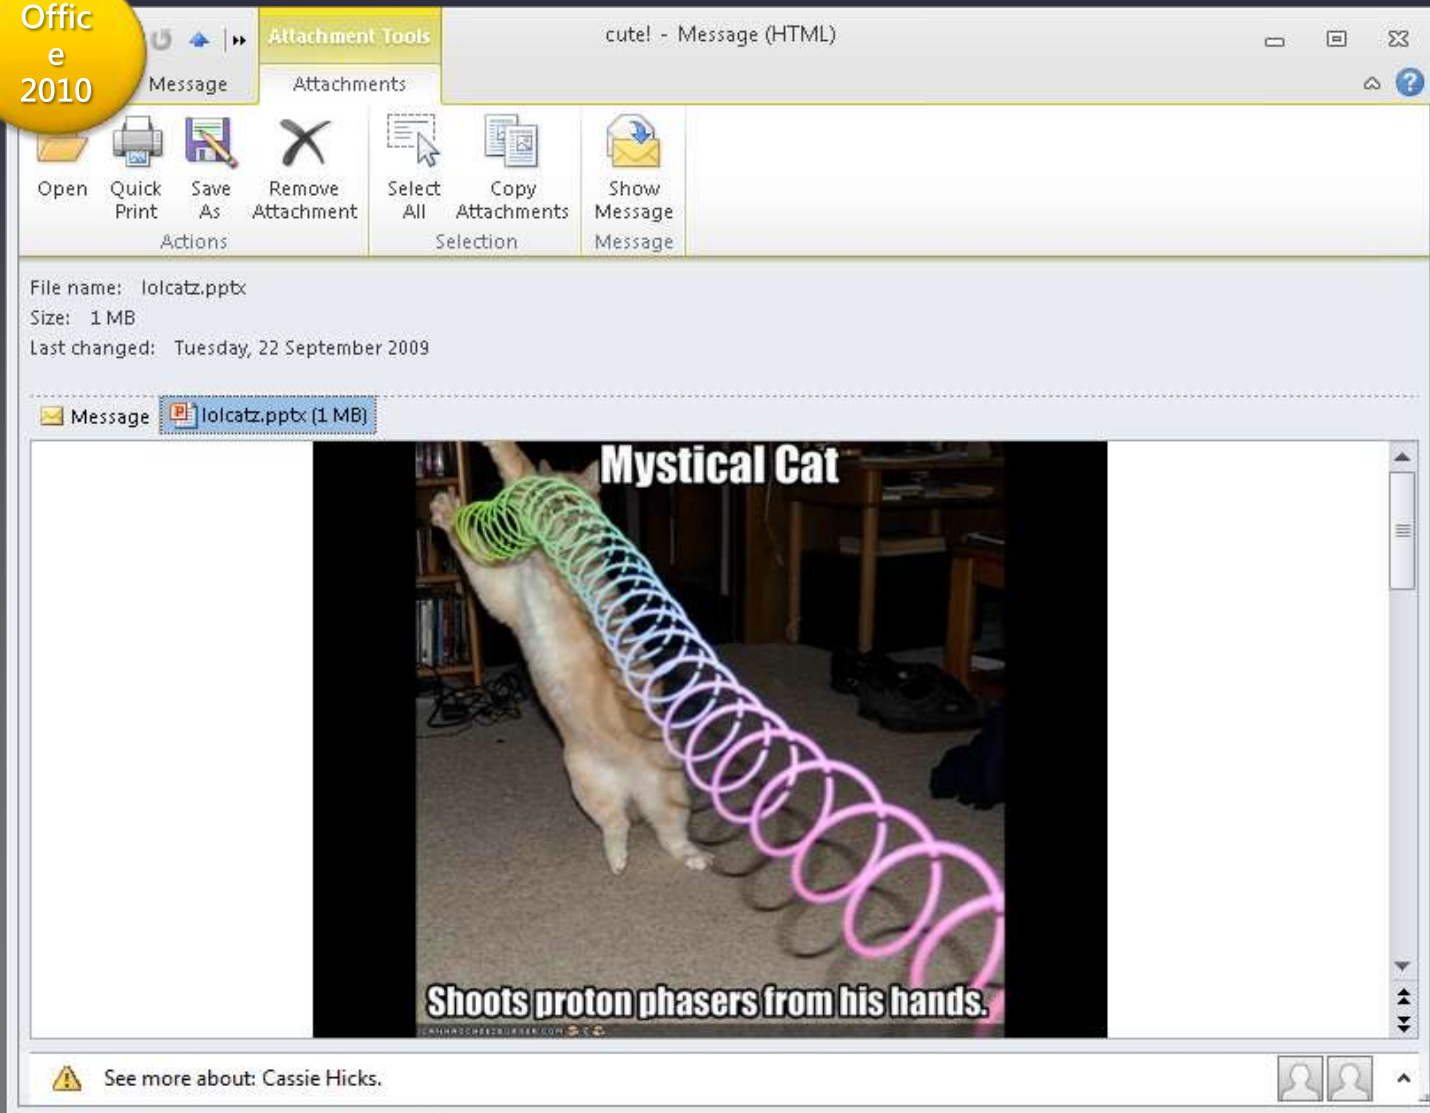 Offic
e
2010
Attachment Tools
cute! - Message (HTML)
Message
Attachments
Open
Quick
Print
Save
As
Remove
Attachment
Select
All
Copy
Attachments
Show
Message
Actions
Selection
Message
File name: lolcatz.pptx
Size: 1 MB
Last changed: Tuesday, 22 September 2009
Message
lolcatz.pptx (1 MB)
Mystical Cat
Shoots proton phasers from his hands.
ICANHASCHEEZBURGER.COM
See more about: Cassie Hicks.